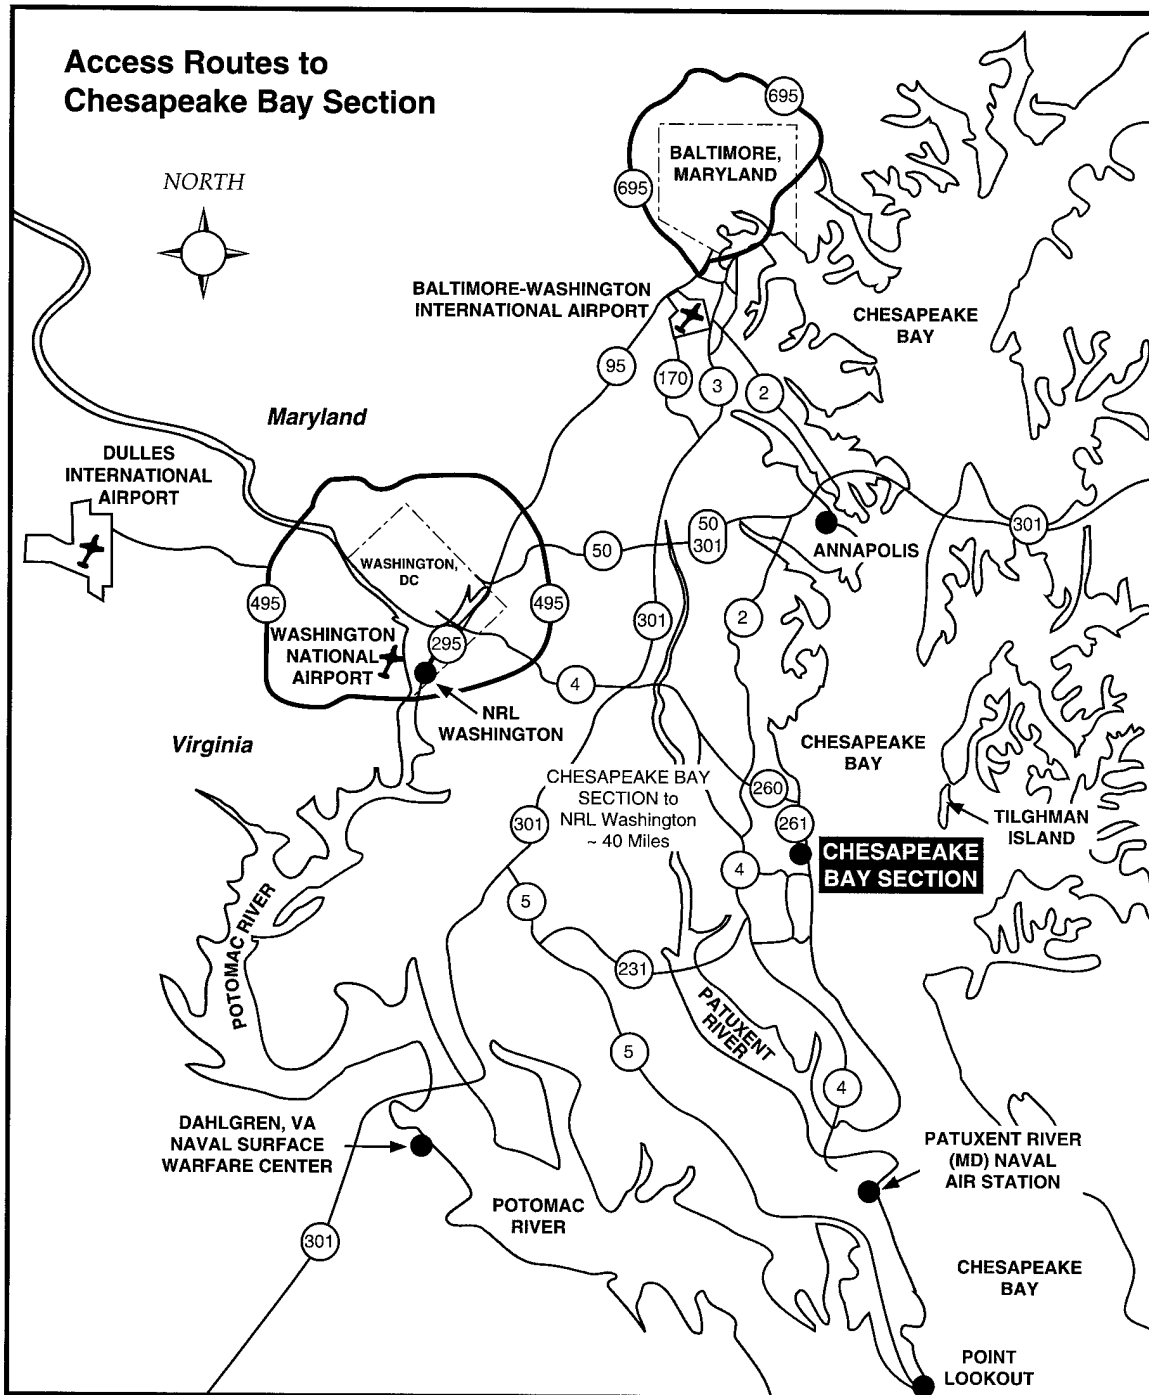 Access Routes to
Chesapeake Bay Section
NORTH
695
BALTIMORE,
MARYLAND
695
BALTIMORE-WASHINGTON
INTERNATIONAL AIRPORT
CHESAPEAKE
BAY
95
170
3
2
Maryland
DULLES
INTERNATIONAL
AIRPORT
50
50
301
ANNAPOLIS
301
WASHINGTON,
DC
495
495
301
2
WASHINGTON
NATIONAL
AIRPORT
295
4
NRL
WASHINGTON
Virginia
CHESAPEAKE
BAY
CHESAPEAKE BAY
SECTION to
NRL Washington
~ 40 Miles
260
261
301
TILGHMAN
ISLAND
CHESAPEAKE
BAY SECTION
4
5
POTOMAC RIVER
231
PATUXENT
RIVER
5
4
DAHLGREN, VA
NAVAL SURFACE
WARFARE CENTER
PATUXENT RIVER
(MD) NAVAL
AIR STATION
POTOMAC
RIVER
301
CHESAPEAKE
BAY
POINT
LOOKOUT